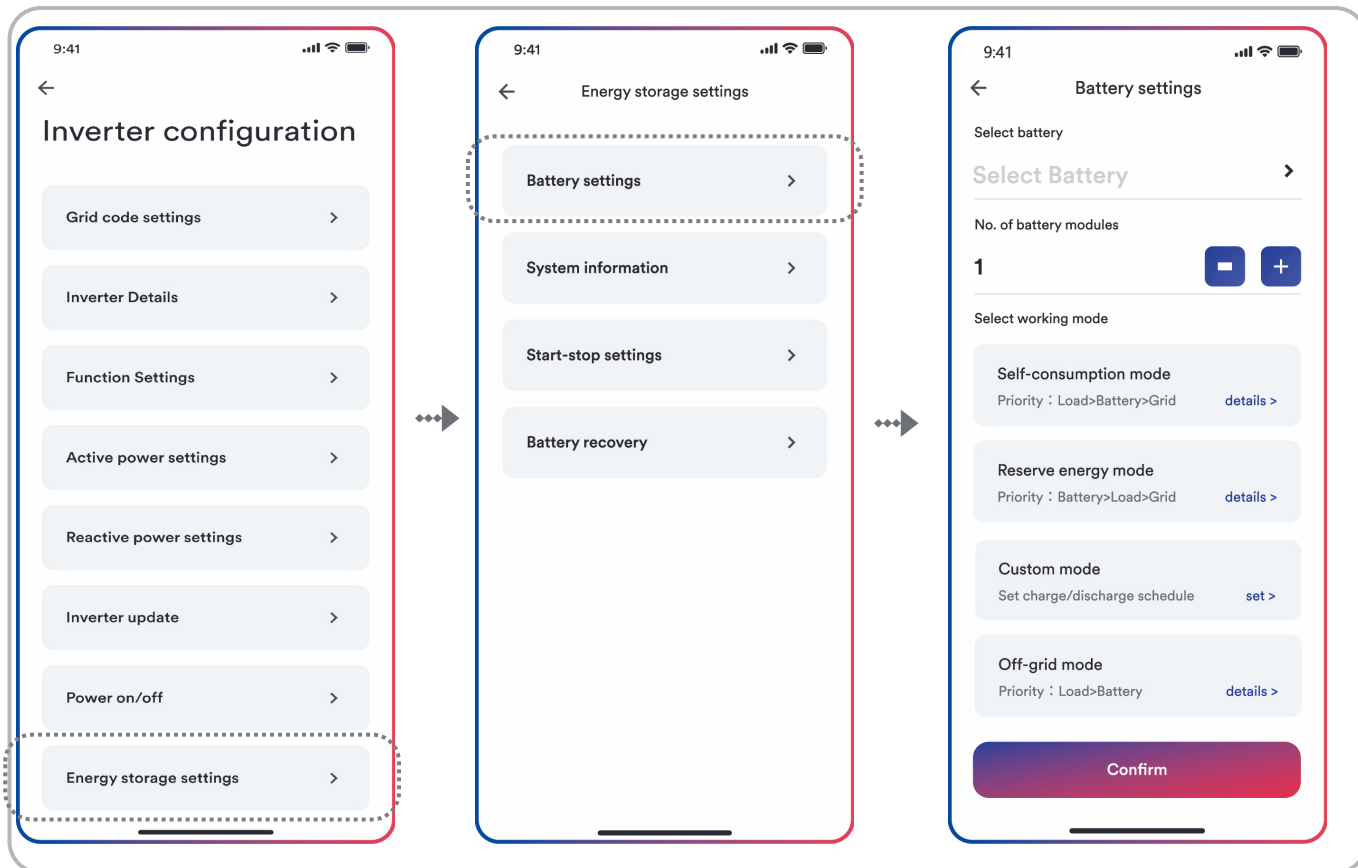 9:41
Inverter configuration
Grid code settings
Inverter Details
Function Settings
Active power settings
Reactive power settings
Inverter update
Power on/off
Energy storage settings
9:41
Energy storage settings
Battery settings
System information
Start-stop settings
Battery recovery
9:41
Battery settings
Select battery
Select Battery
No. of battery modules
1
Select working mode
Self-consumption mode
Priority：Load>Battery>Grid details >
Reserve energy mode
Priority：Battery>Load>Grid details >
Custom mode
Set charge/discharge schedule set >
Off-grid mode
Priority：Load>Battery details >
Confirm